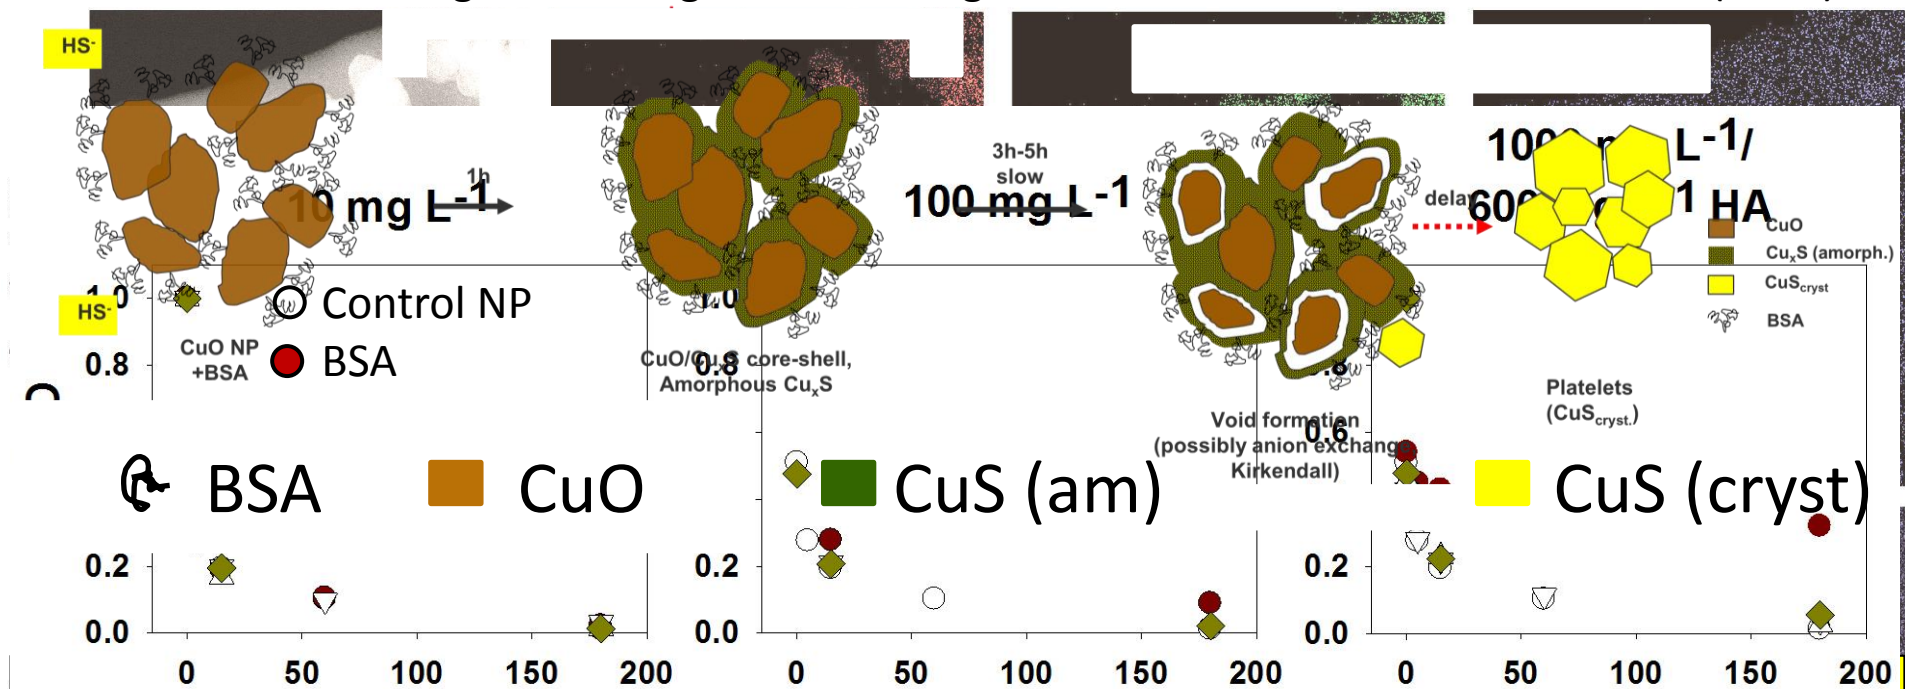 HS-
1000 mg L-1/
3h-5h
slow
1h
10 mg L-1
100 mg L-1
delay
1 HA
CuO
CuxS (amorph.)
CuScryst
BSA
HS-
1.0
Control NP
CuO NP
+BSA
BSA
0.8
CuO/CuxS core-shell,
Amorphous CuxS
0.8
Platelets
(CuScryst.)
Void formation
(possibly anion exchange
Kirkendall)
0.6
BSA
CuO
CuS (am)
CuS (cryst)
0.2
0.2
0.2
0.0
0.0
0.0
0 50 100 150 200
0 50 100 150 200
0 50 100 150 200